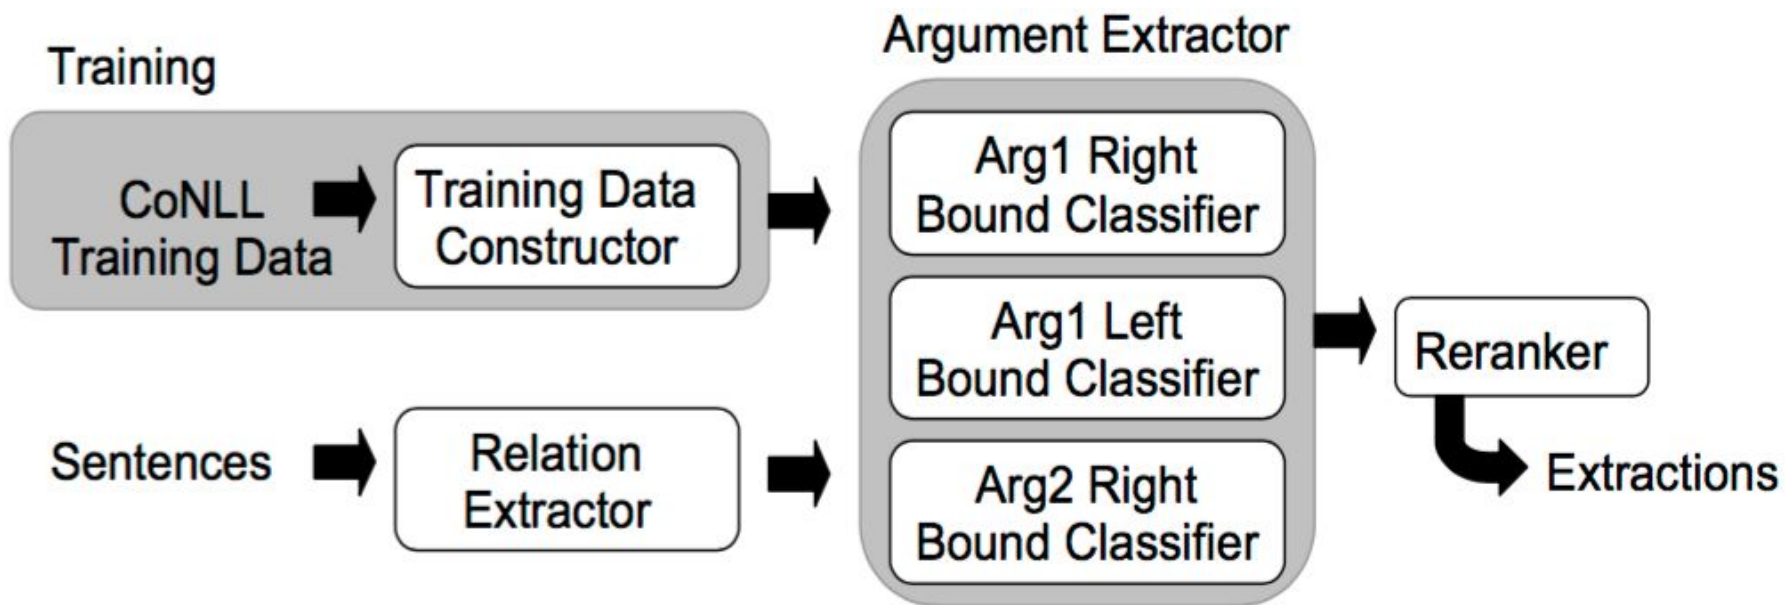 Training
CoNLL
Training Data
Training Data
Constructor
Sentences
Relation
Extractor
Argument Extractor
Arg1 Right
Bound Classifier
Arg1 Left
Bound Classifier
Arg2 Right
Bound Classifier
Reranker
Extractions